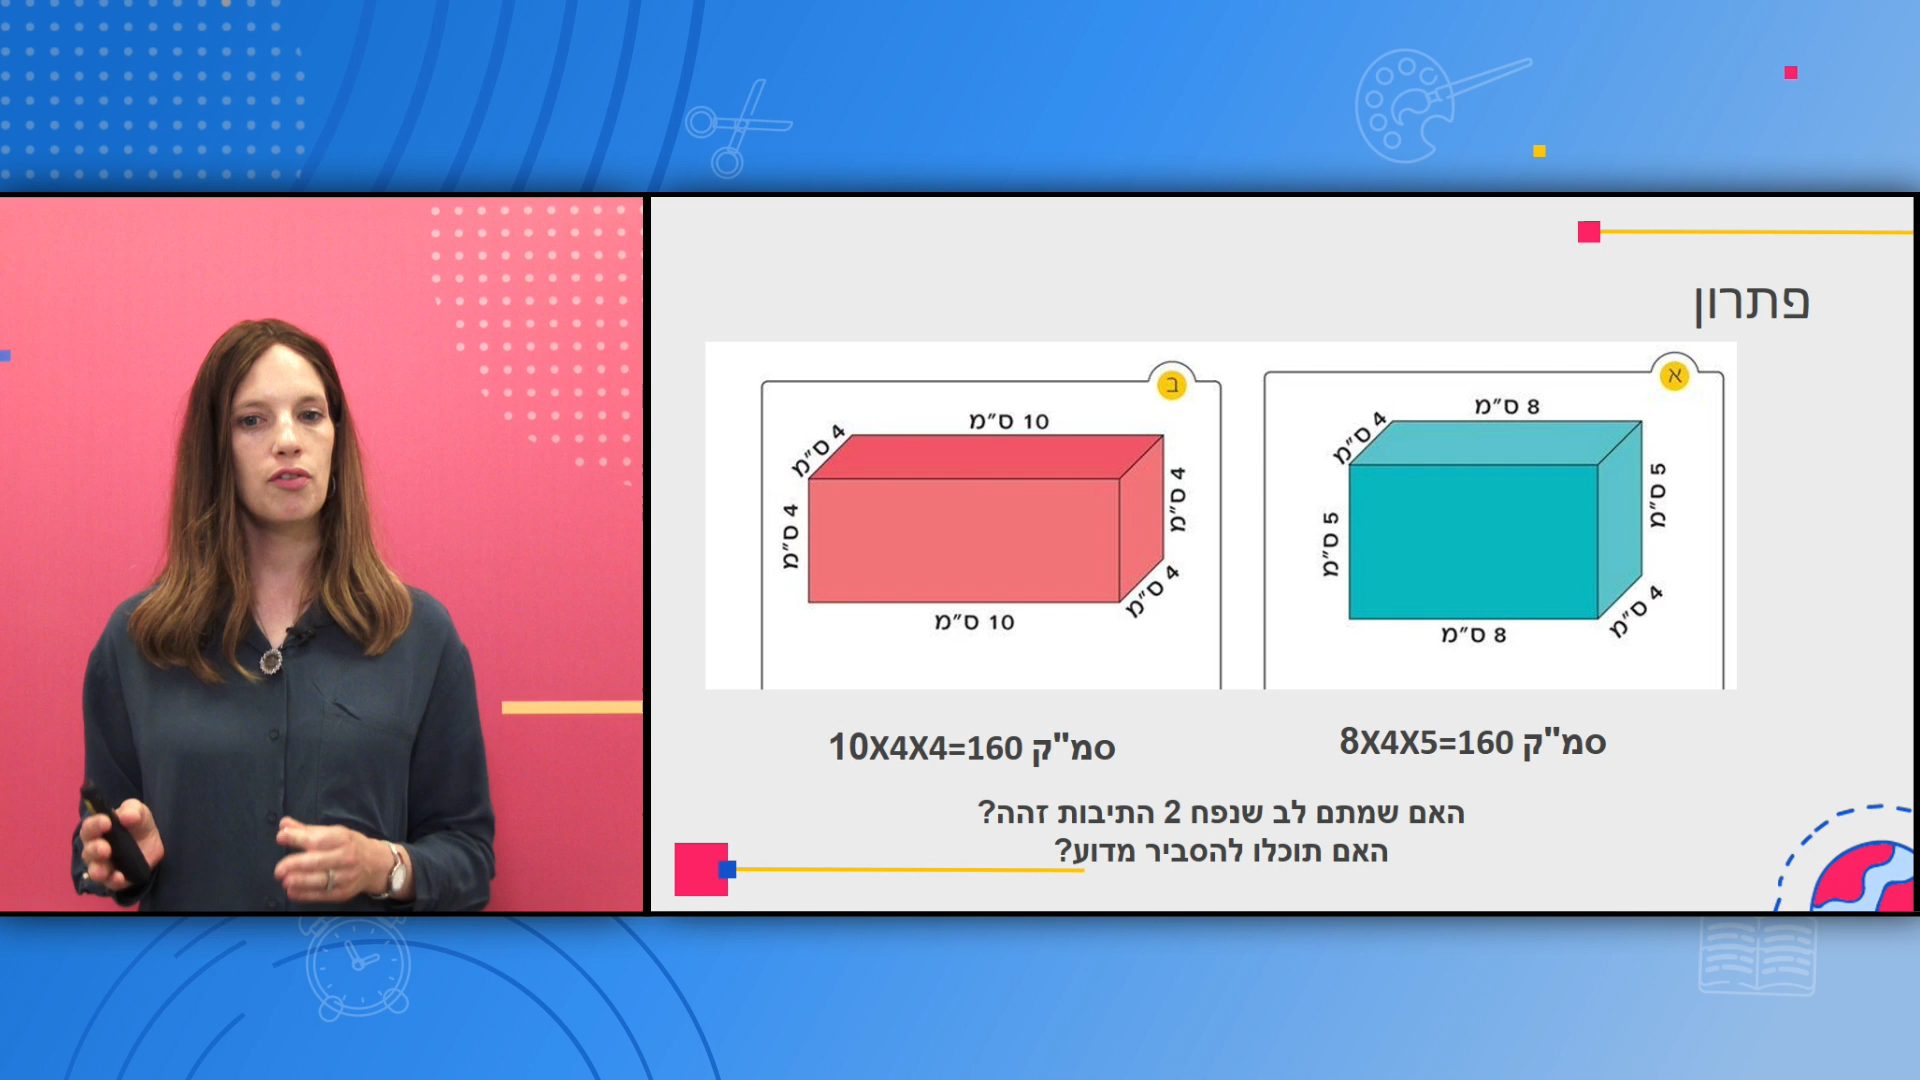 פתרון
א
8 ס״מ
4 ס״מ
5 ס״מ
5 ס״מ
4 ס״מ
8 ס״מ
ב
10 ס״מ
4 ס״מ
4 ס״מ
4 ס״מ
4 ס״מ
10 ס״מ
8X4X5=160 סמ"ק
10X4X4=160 סמ"ק
האם שמתם לב שנפח 2 התיבות זהה?
האם תוכלו להסביר מדוע?